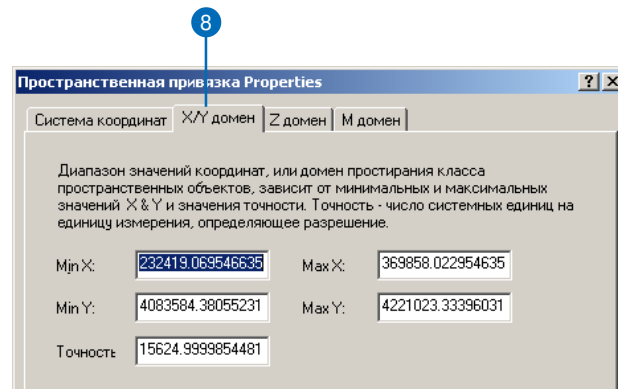 8
Пространственная привязка Properties
Система координат X/Y домен Z домен M домен
Диапазон значений координат, или домен простирания класса
пространственных объектов, зависит от минимальных и максимальных
значений X & Y и значения точности. Точность - число системных единиц на
единицу измерения, определяющее разрешение.
Min X: 232419.069546635 Max X: 369858.022954635
Min Y: 4083584.38055231 Max Y: 4221023.33396031
Точность 15624.9999854481